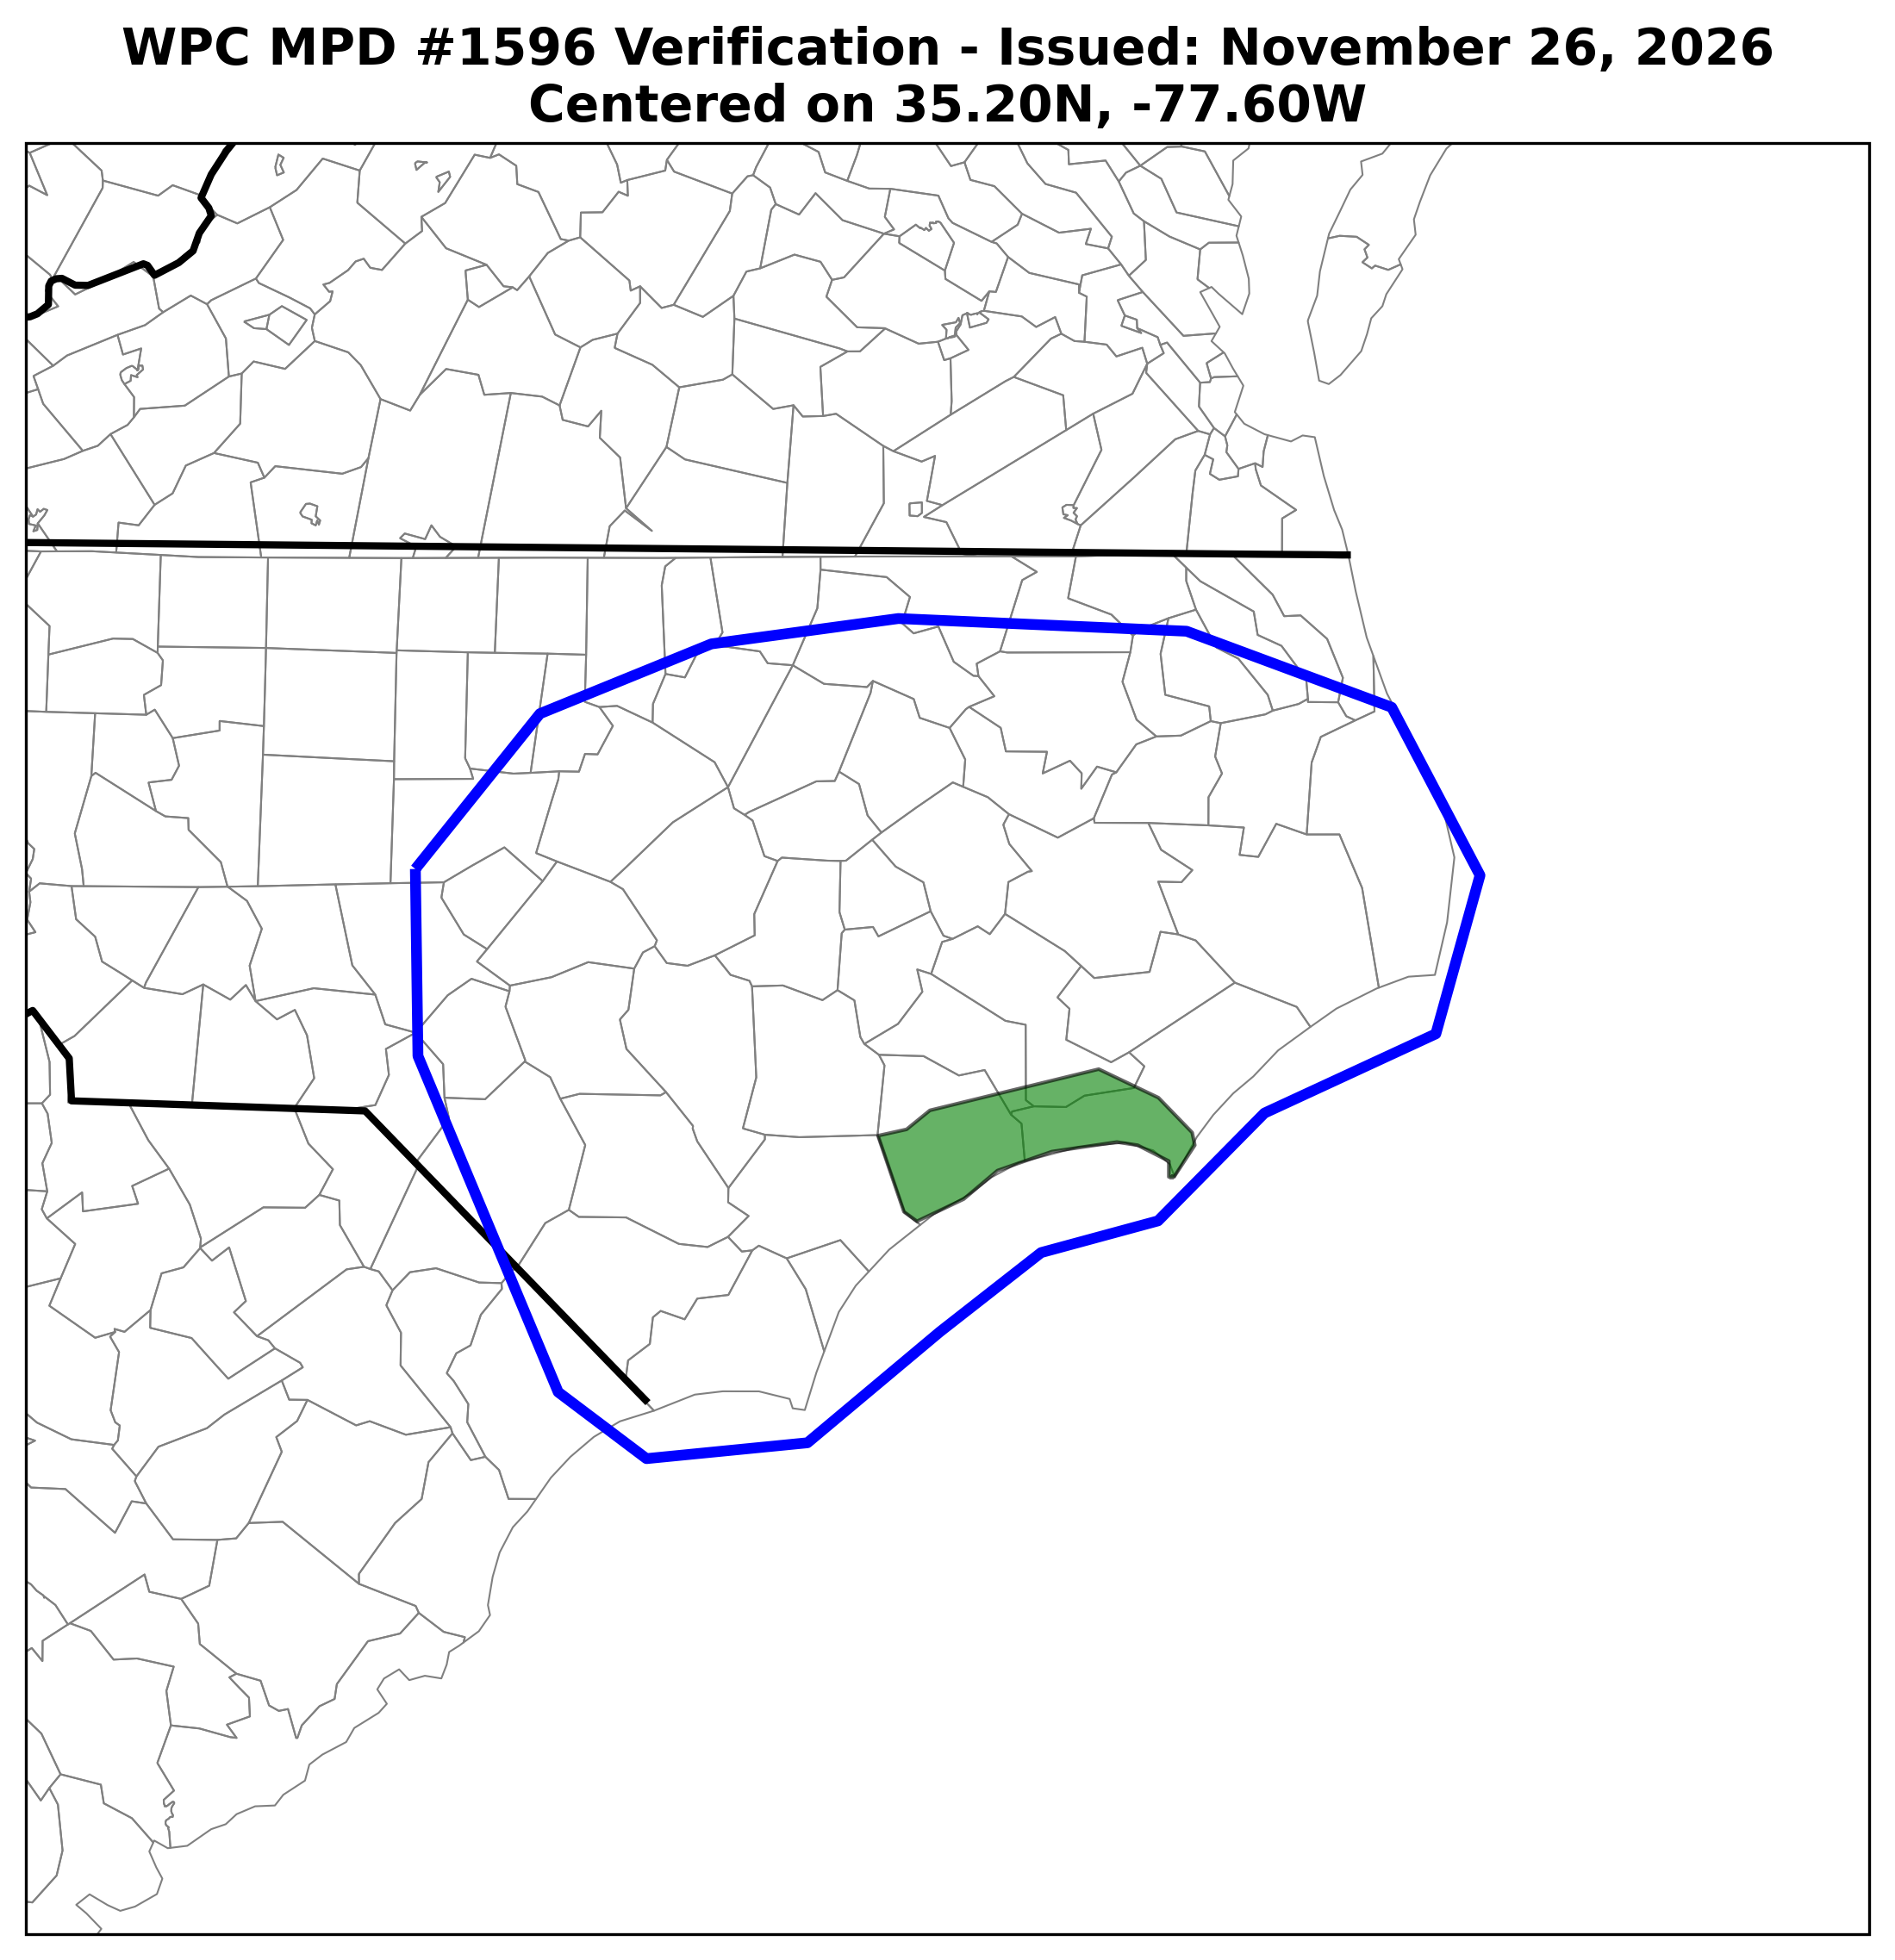 WPC MPD #1596 Verification - Issued: November 26, 2026
Centered on 35.20N, -77.60W